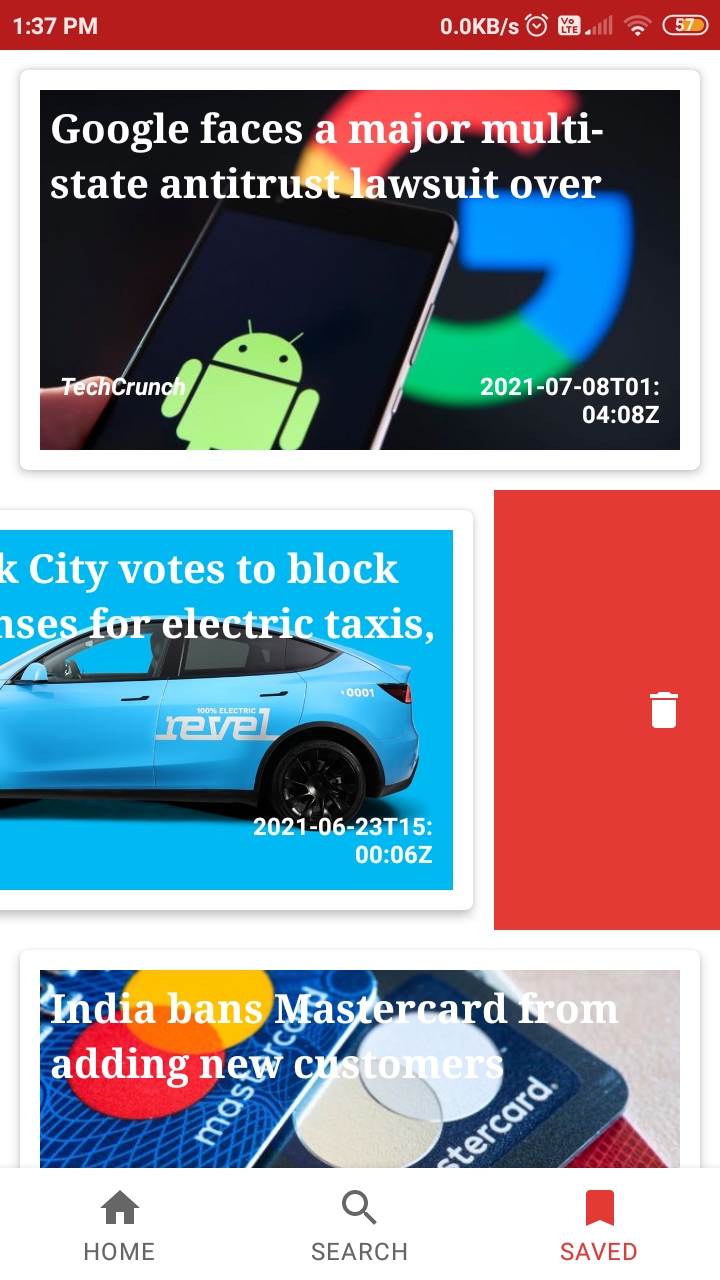 1:37 PM
0.0KB/s
Vo
LTE
57
Google faces a major multi-
state antitrust lawsuit over
TechCrunch
2021-07-08T01:
04:08Z
k City votes to block
nses for electric taxis,
0001
100% ELECTRIC
revel
2021-06-23T15:
00:06Z
India bans Mastercard from
adding new customers
mastercard
stercard.
HOME
SEARCH
SAVED